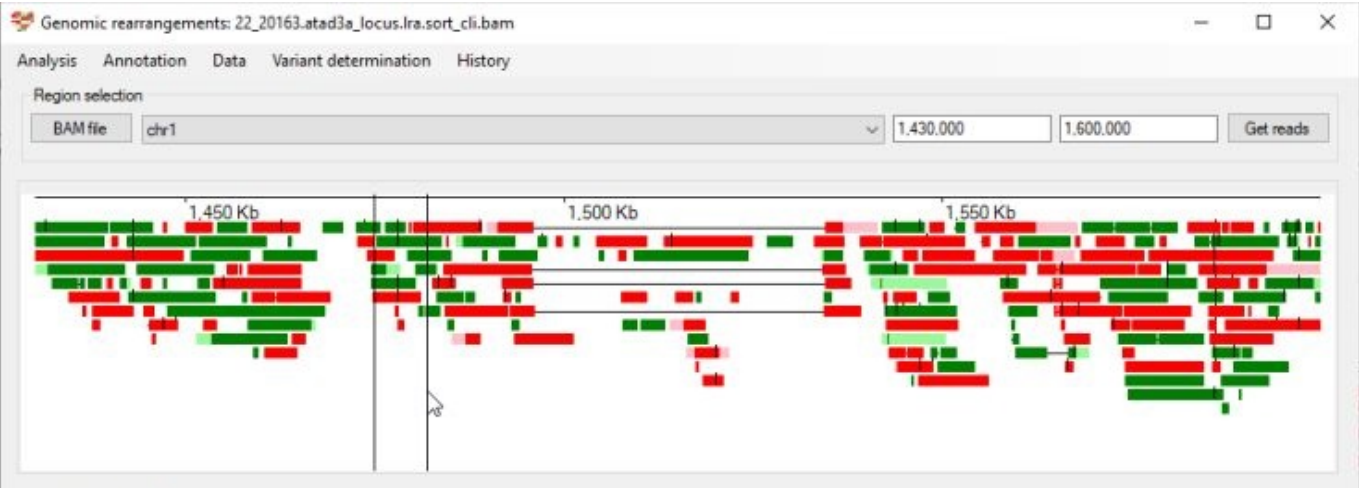 Genomic rearrangements: 22_20163.atad3a_locus.lra.sort_cli.bam
Analysis Annotation Data Variant determination History
Region selection
BAM file chr1 1.430.000 1.600.000 Get reads
1,450 Kb 1,500 Kb 1,550 Kb